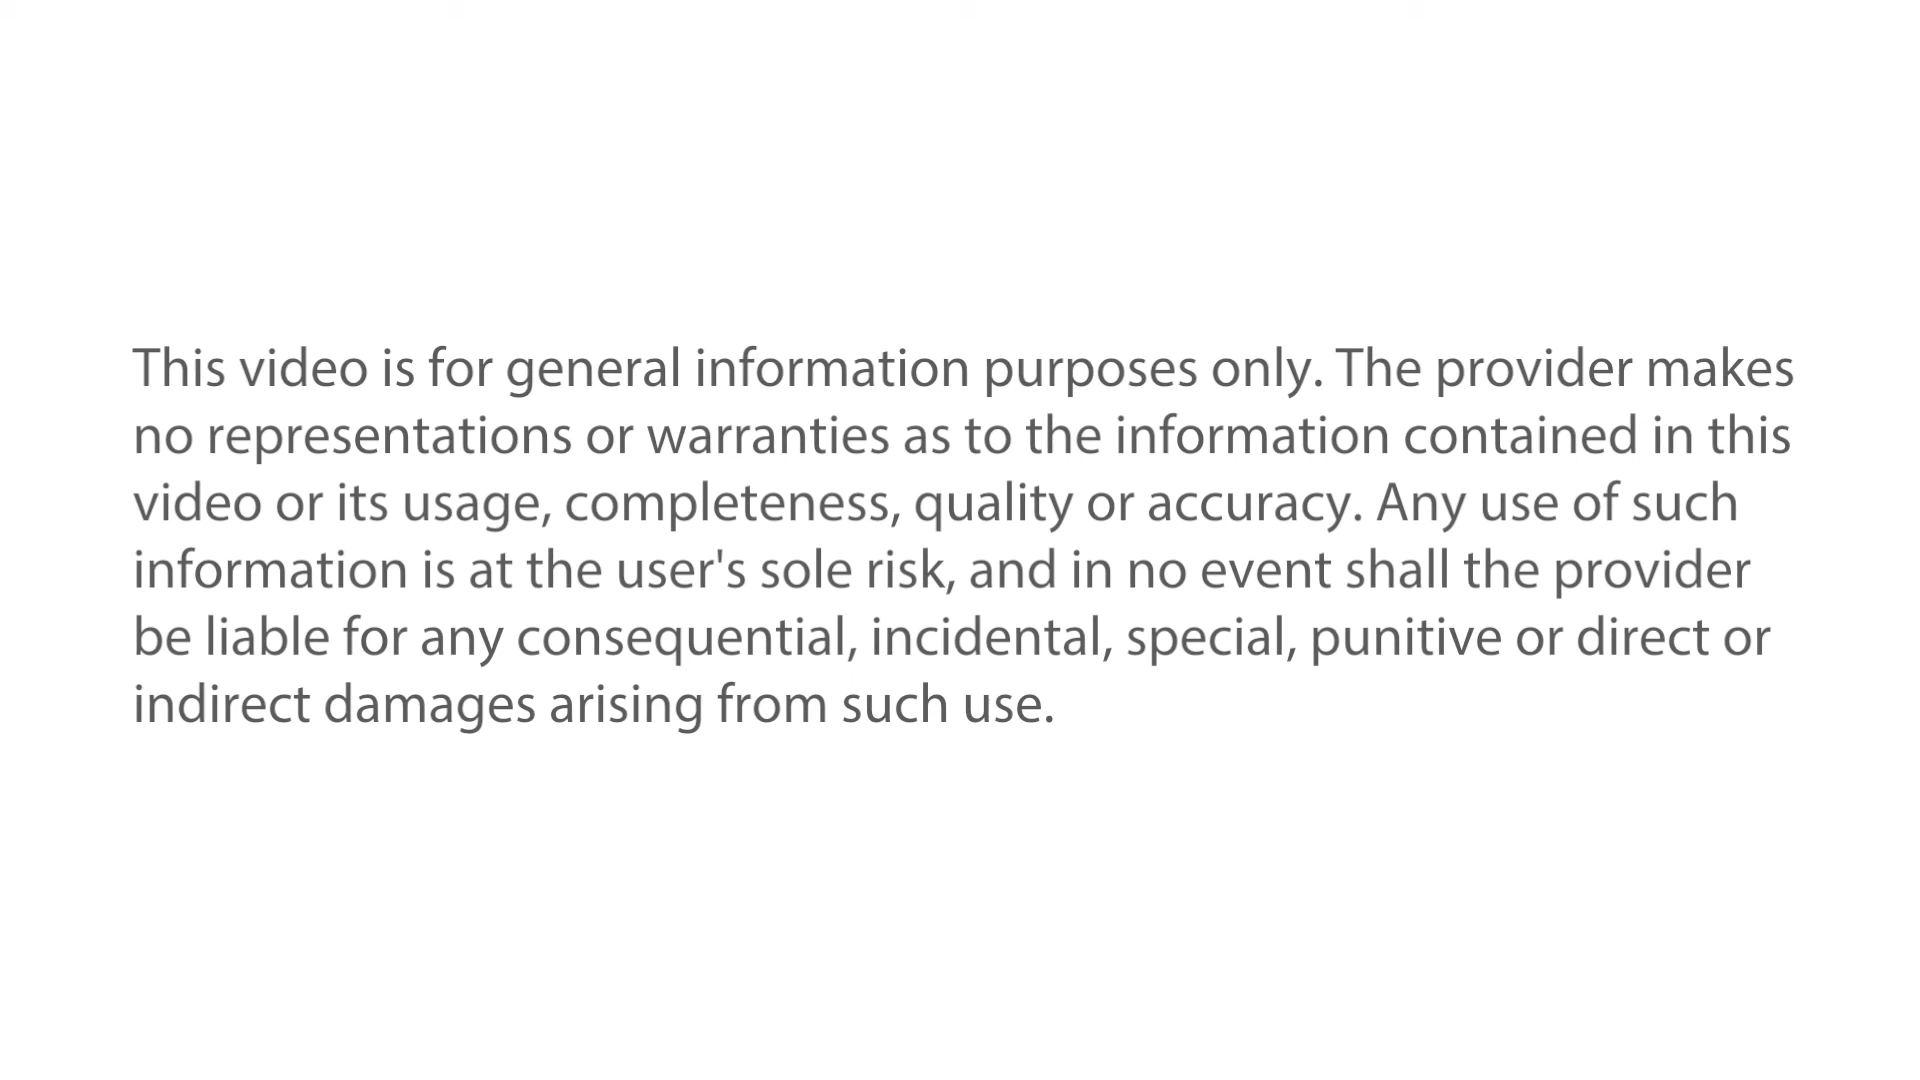 This video is for general information purposes only. The provider makes
no representations or warranties as to the information contained in this
video or its usage, completeness, quality or accuracy. Any use of such
information is at the user's sole risk, and in no event shall the provider
be liable for any consequential, incidental, special, punitive or direct or
indirect damages arising from such use.